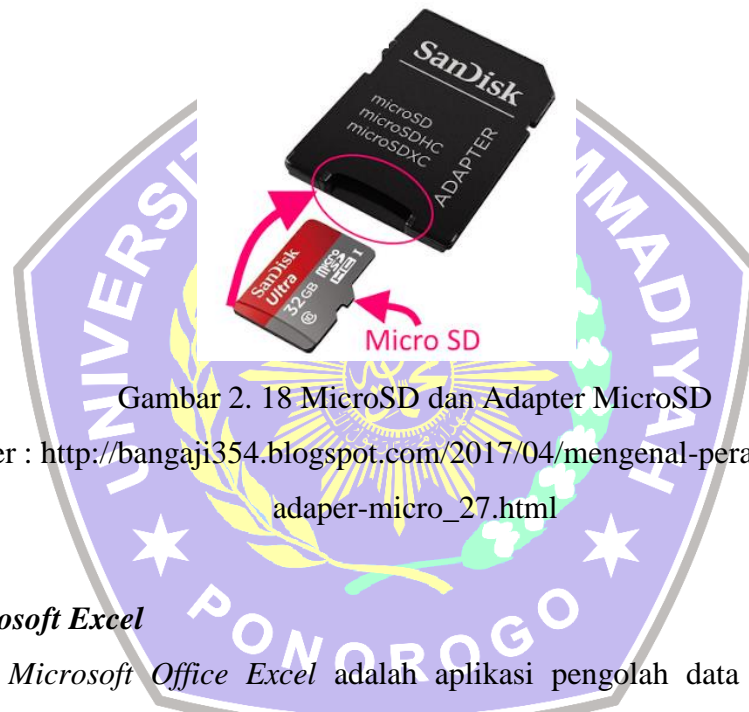 SanDisk
microSD
microSDHC
microSDXC
ADAPTER
SanDisk
Ultra
32GB
micro
SD
HC I
10
Micro SD
Gambar 2. 18 MicroSD dan Adapter MicroSD
er : http://bangaji354.blogspot.com/2017/04/mengenal-pera
adaper-micro_27.html
osoft Excel
Microsoft Office Excel adalah aplikasi pengolah data
PONOROGO